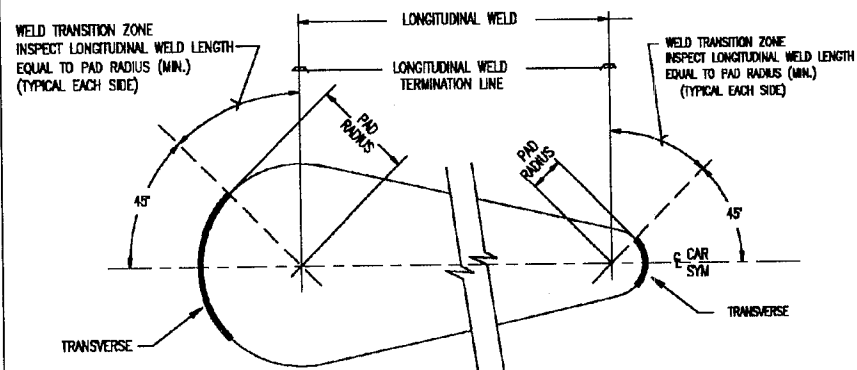 LONGITUDINAL WELD
WELD TRANSITION ZONE
INSPECT LONGITUDINAL WELD LENGTH
EQUAL TO PAD RADIUS (MIN.)
(TYPICAL EACH SIDE)
LONGITUDINAL WELD
TERMINATION LINE
WELD TRANSITION ZONE
INSPECT LONGITUDINAL WELD LENGTH
EQUAL TO PAD RADIUS (MIN.)
(TYPICAL EACH SIDE)
PAD
RADIUS
PAD
RADIUS
45°
45°
℄ CAR
SYM
TRANSVERSE
TRANSVERSE